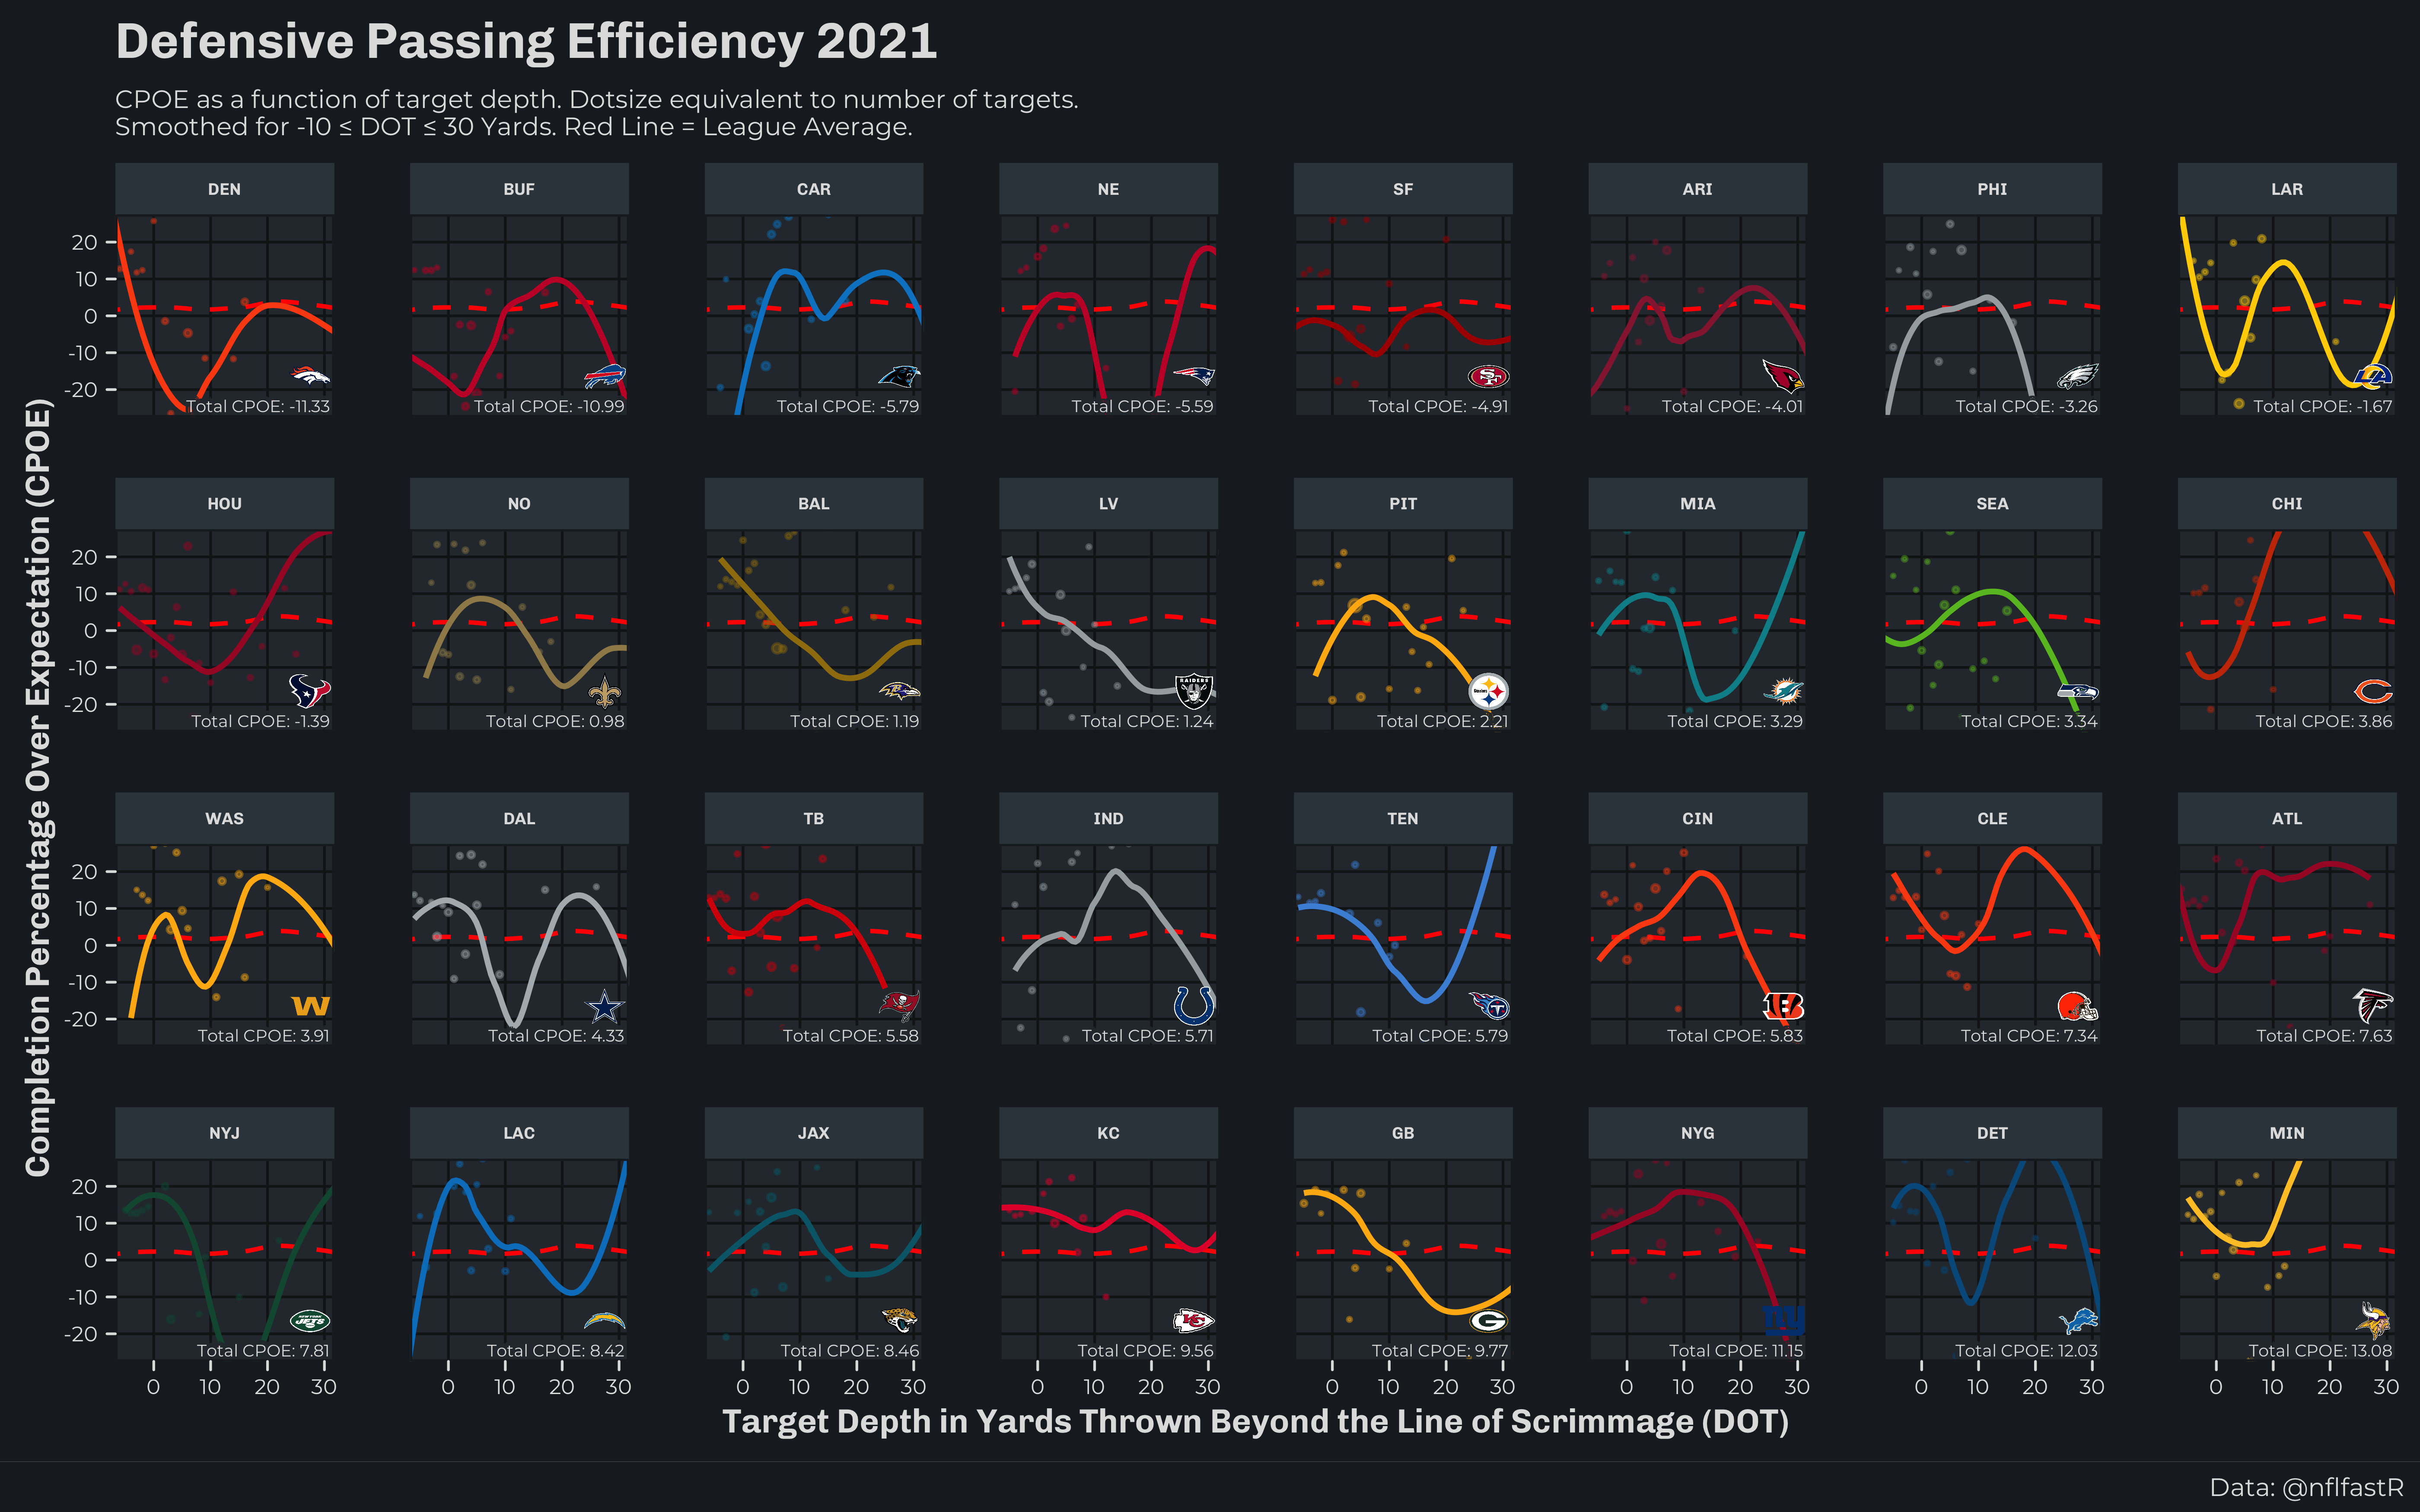 Defensive Passing Efficiency 2021
CPOE as a function of target depth. Dotsize equivalent to number of targets.
Smoothed for -10 ≤ DOT ≤ 30 Yards. Red Line = League Average.
Completion Percentage Over Expectation (CPOE)
DEN BUF CAR NE SF ARI PHI LAR
20
10
0
-10
-20
SF
Total CPOE: -11.33 Total CPOE: -10.99 Total CPOE: -5.79 Total CPOE: -5.59 Total CPOE: -4.91 Total CPOE: -4.01 Total CPOE: -3.26 Total CPOE: -1.67
HOU NO BAL LV PIT MIA SEA CHI
20
10
0
-10
-20
RAIDERS Steelers C
Total CPOE: -1.39 Total CPOE: 0.98 Total CPOE: 1.19 Total CPOE: 1.24 Total CPOE: 2.21 Total CPOE: 3.29 Total CPOE: 3.34 Total CPOE: 3.86
WAS DAL TB IND TEN CIN CLE ATL
20
10
0
-10
-20
W T B
Total CPOE: 3.91 Total CPOE: 4.33 Total CPOE: 5.58 Total CPOE: 5.71 Total CPOE: 5.79 Total CPOE: 5.83 Total CPOE: 7.34 Total CPOE: 7.63
NYJ LAC JAX KC GB NYG DET MIN
20
10
0
-10
-20
NEW YORK JETS KC G ny
Total CPOE: 7.81 Total CPOE: 8.42 Total CPOE: 8.46 Total CPOE: 9.56 Total CPOE: 9.77 Total CPOE: 11.15 Total CPOE: 12.03 Total CPOE: 13.08
0 10 20 30 0 10 20 30 0 10 20 30 0 10 20 30 0 10 20 30 0 10 20 30 0 10 20 30 0 10 20 30
Target Depth in Yards Thrown Beyond the Line of Scrimmage (DOT)
Data: @nflfastR